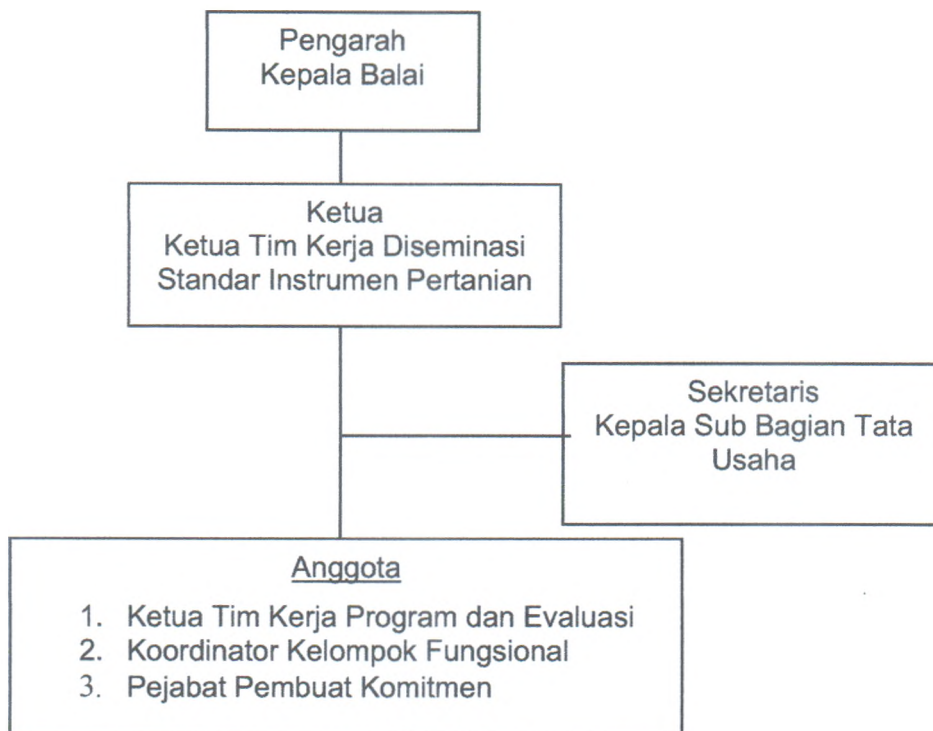 Pengarah
Kepala Balai
Ketua
Ketua Tim Kerja Diseminasi
Standar Instrumen Pertanian
Sekretaris
Kepala Sub Bagian Tata
Usaha
Anggota
1. Ketua Tim Kerja Program dan Evaluasi
2. Koordinator Kelompok Fungsional
3. Pejabat Pembuat Komitmen